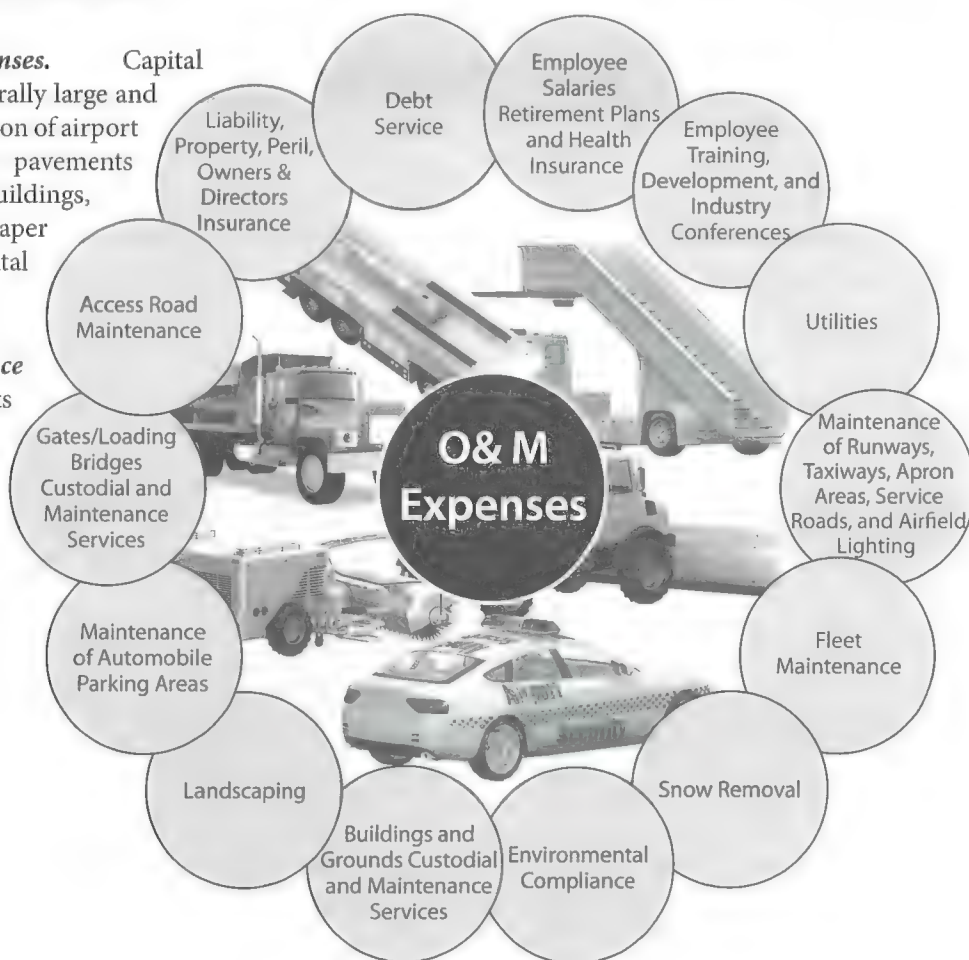 nses. Capital
rally large and
on of airport
pavements
uildings,
aper
tal
ce
ts
Debt
Service
Employee
Salaries
Retirement Plans
and Health
Insurance
Employee
Training,
Development, and
Industry
Conferences
Utilities
Maintenance
of Runways,
Taxiways, Apron
Areas, Service
Roads, and Airfield
Lighting
Fleet
Maintenance
Snow Removal
Environmental
Compliance
Buildings and
Grounds Custodial
and Maintenance
Services
Landscaping
Maintenance
of Automobile
Parking Areas
Gates/Loading
Bridges
Custodial and
Maintenance
Services
Access Road
Maintenance
Liability,
Property, Peril,
Owners &
Directors
Insurance
O& M
Expenses
SECURITY